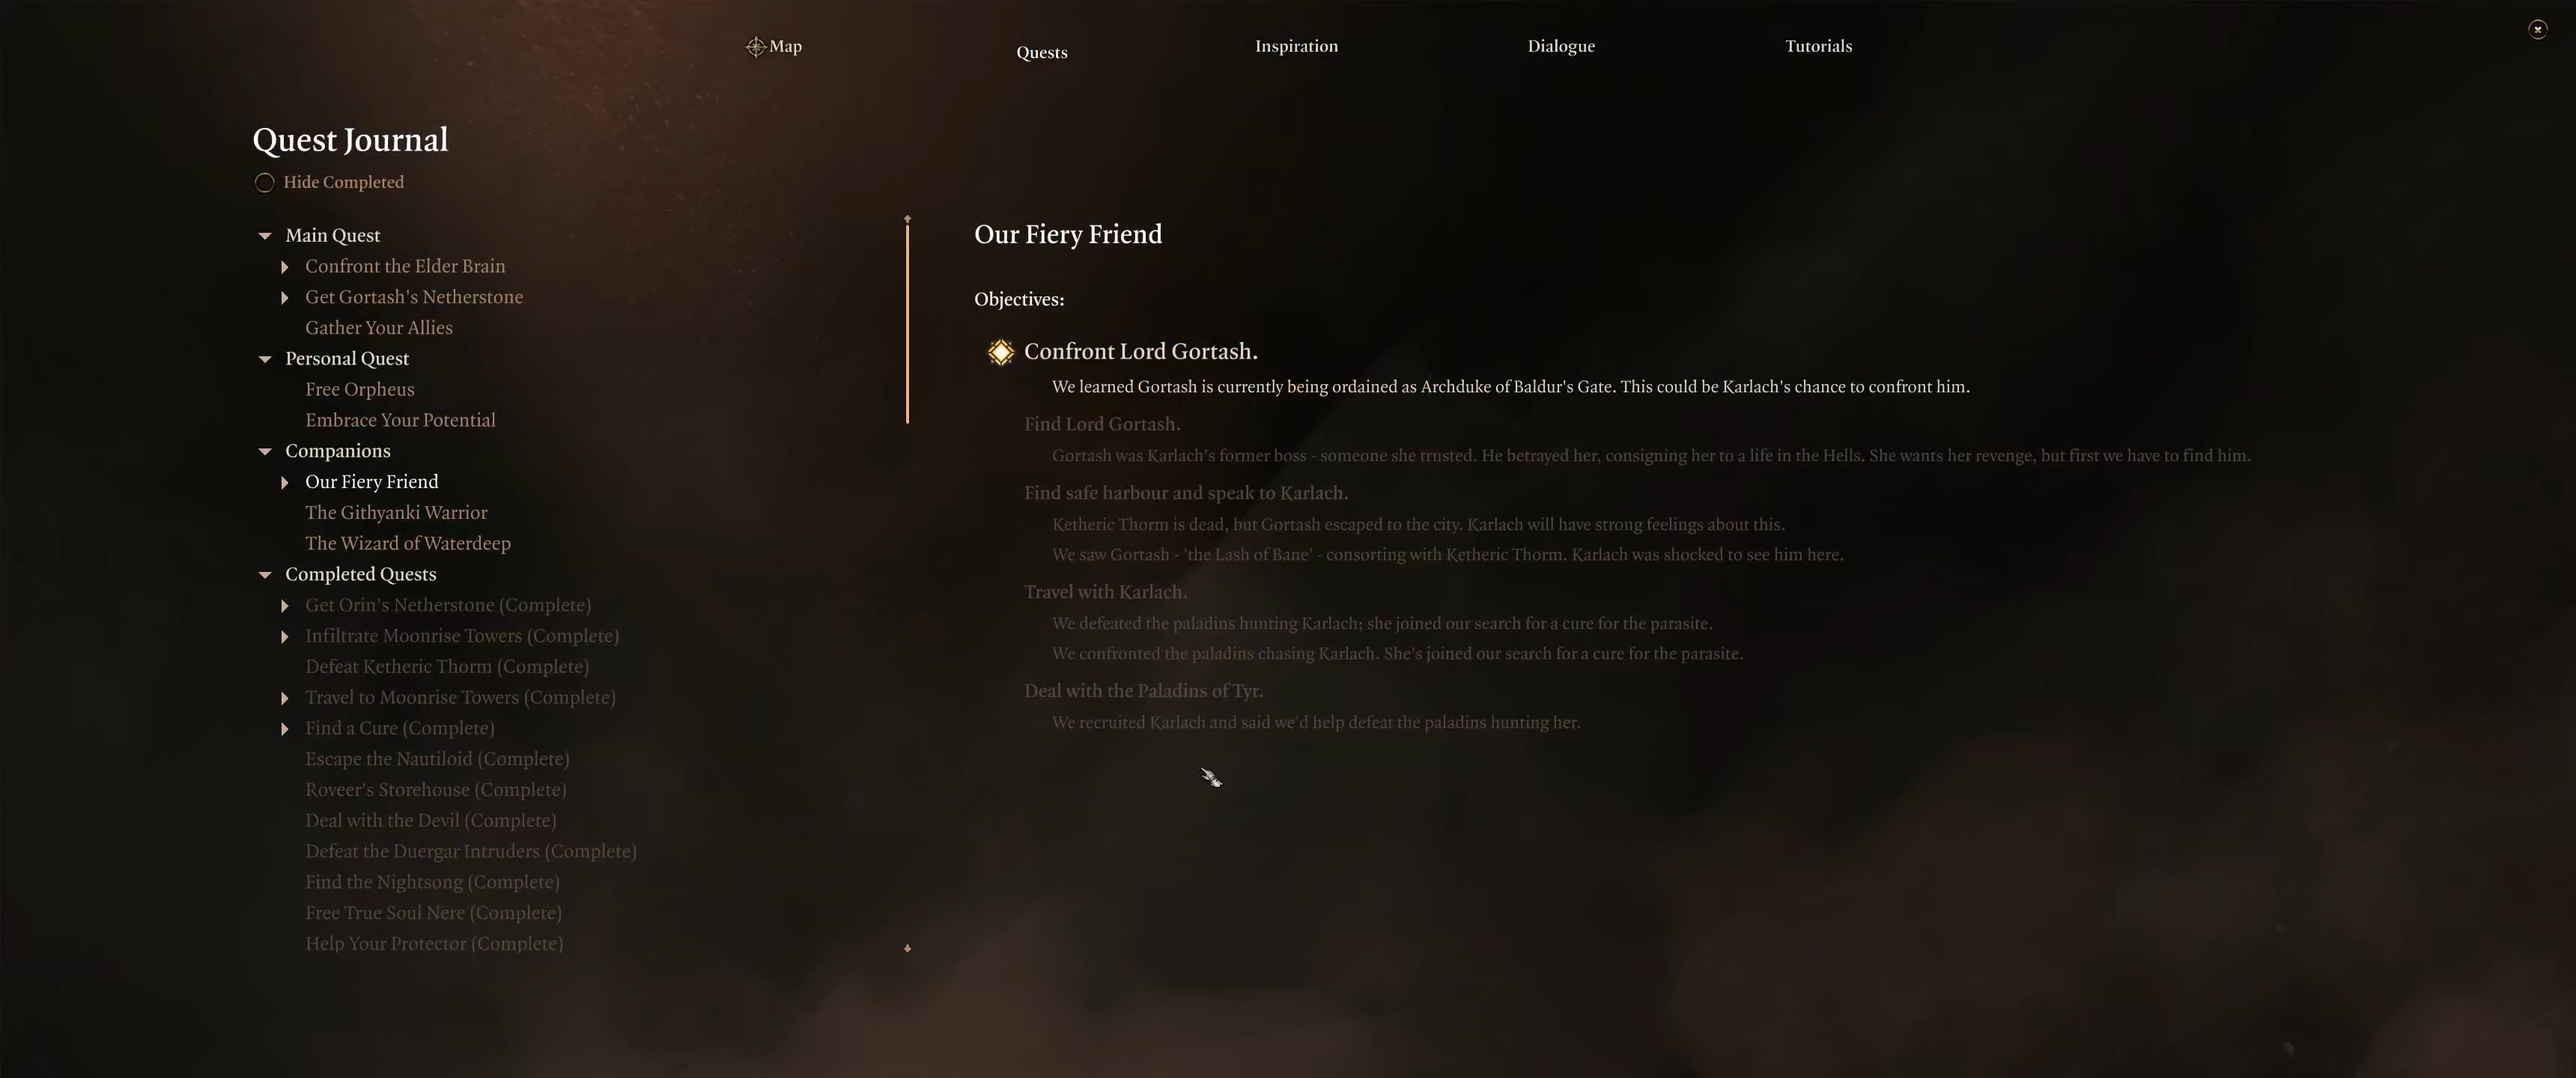 Map
Quests
Inspiration
Dialogue
Tutorials
Quest Journal
Hide Completed
Main Quest
Confront the Elder Brain
Get Gortash's Netherstone
Gather Your Allies
Personal Quest
Free Orpheus
Embrace Your Potential
Companions
Our Fiery Friend
The Githyanki Warrior
The Wizard of Waterdeep
Completed Quests
Get Orin's Netherstone (Complete)
Infiltrate Moonrise Towers (Complete)
Defeat Ketheric Thorm (Complete)
Travel to Moonrise Towers (Complete)
Find a Cure (Complete)
Escape the Nautiloid (Complete)
Roveer's Storehouse (Complete)
Deal with the Devil (Complete)
Defeat the Duergar Intruders (Complete)
Find the Nightsong (Complete)
Free True Soul Nere (Complete)
Help Your Protector (Complete)
Our Fiery Friend
Objectives:
Confront Lord Gortash.
We learned Gortash is currently being ordained as Archduke of Baldur's Gate. This could be Karlach's chance to confront him.
Find Lord Gortash.
Gortash was Karlach's former boss - someone she trusted. He betrayed her, consigning her to a life in the Hells. She wants her revenge, but first we have to find him.
Find safe harbour and speak to Karlach.
Ketheric Thorm is dead, but Gortash escaped to the city. Karlach will have strong feelings about this.
We saw Gortash - 'the Lash of Bane' - consorting with Ketheric Thorm. Karlach was shocked to see him here.
Travel with Karlach.
We defeated the paladins hunting Karlach; she joined our search for a cure for the parasite.
We confronted the paladins chasing Karlach. She's joined our search for a cure for the parasite.
Deal with the Paladins of Tyr.
We recruited Karlach and said we'd help defeat the paladins hunting her.